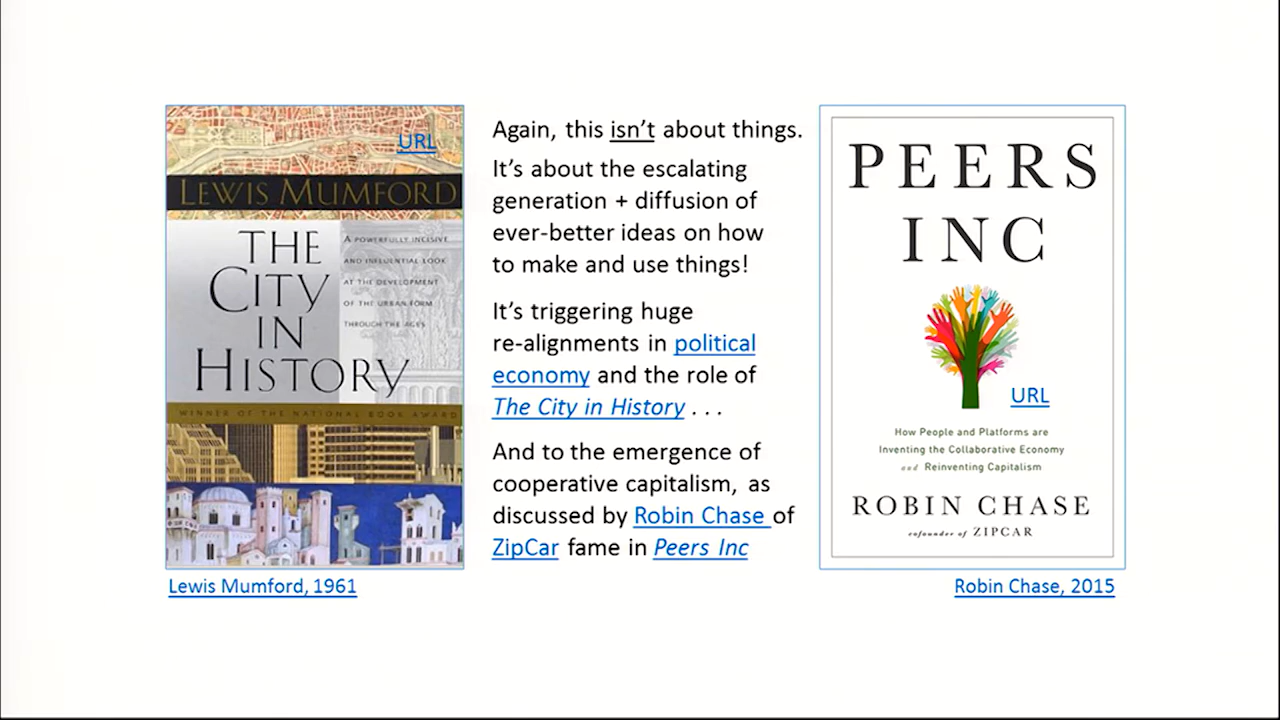 URL
LEWIS MUMFORD
THE
CITY
IN
HISTORY
A POWERFULLY INCISIVE
AND INFLUENTIAL LOOK
AT THE DEVELOPMENT
OF THE URBAN FORM
THROUGH THE AGES
WINNER OF THE NATIONAL BOOK AWARD
Lewis Mumford, 1961
Again, this isn’t about things.
It’s about the escalating
generation + diffusion of
ever-better ideas on how
to make and use things!
It’s triggering huge
re-alignments in political
economy and the role of
The City in History . . .
And to the emergence of
cooperative capitalism, as
discussed by Robin Chase of
ZipCar fame in Peers Inc
PEERS
INC
URL
How People and Platforms are
Inventing the Collaborative Economy
and Reinventing Capitalism
ROBIN CHASE
cofounder of ZIPCAR
Robin Chase, 2015